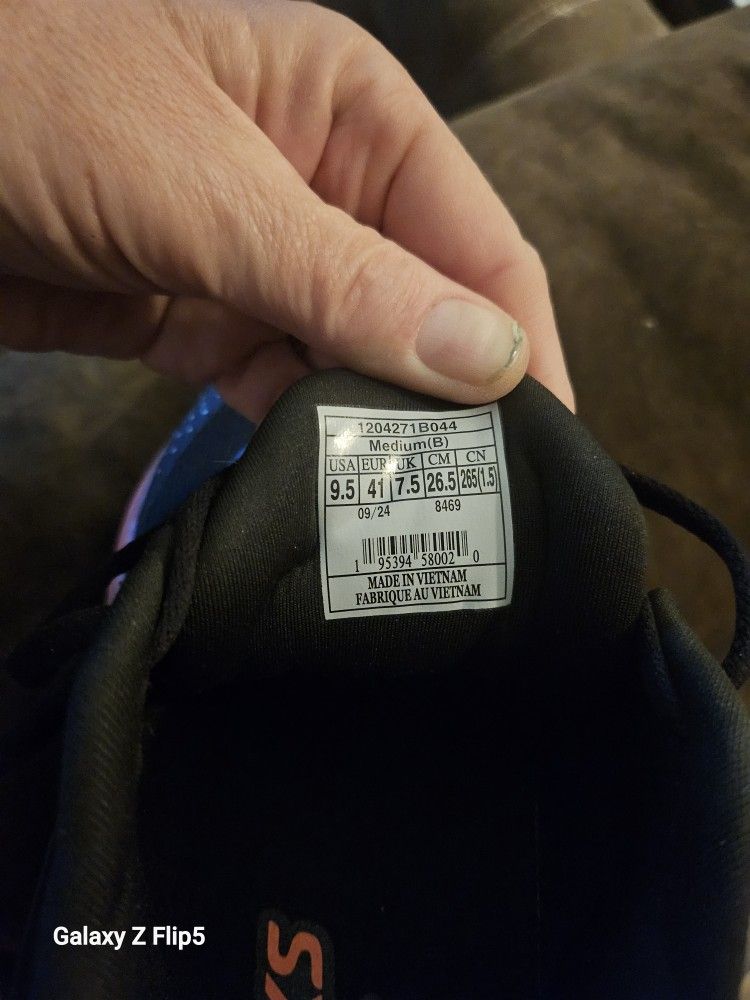 1204271B044
Medium(B)
USA EUR UK CM CN
9.5 41 7.5 26.5 265(1.5)
09/24 8469
1 95394 58002 0
MADE IN VIETNAM
FABRIQUE AU VIETNAM
KS
Galaxy Z Flip5